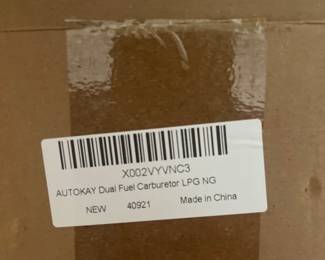 X002VYVNC3
AUTOKAY Dual Fuel Carburetor LPG NG
NEW 40921 Made in China